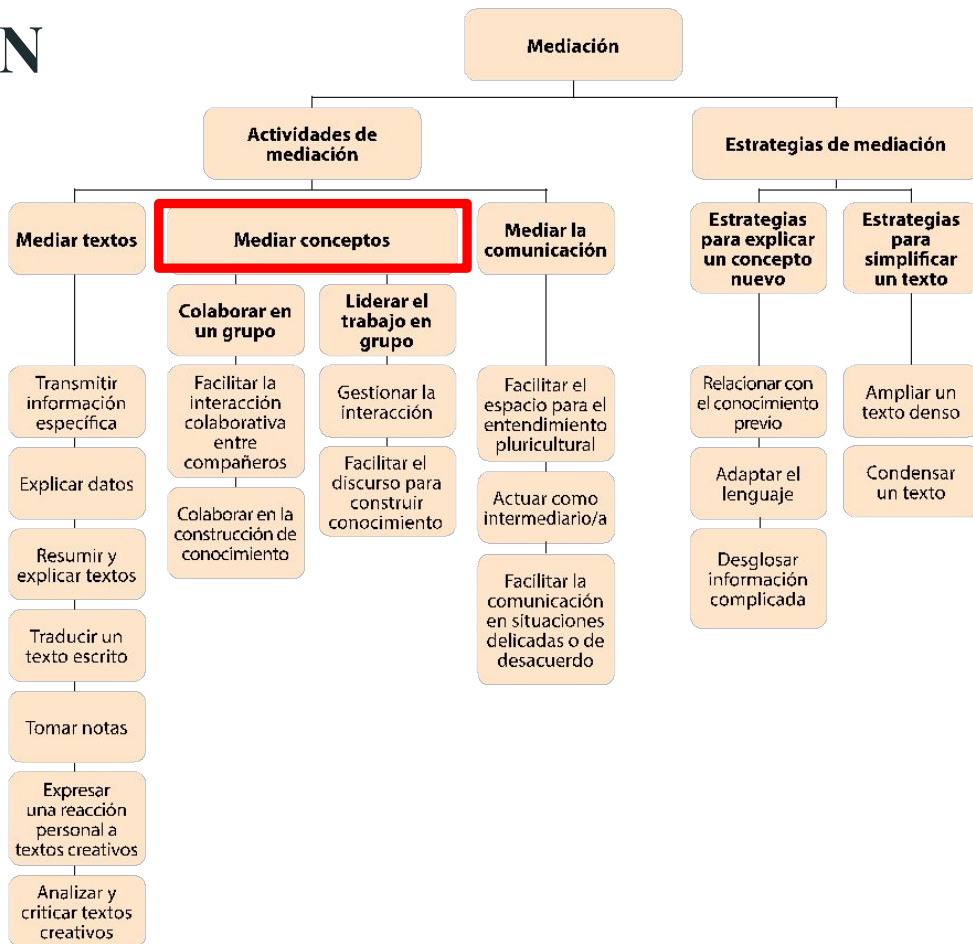 N
Mediación
Actividades de
mediación
Estrategias de mediación
Mediar textos
Mediar conceptos
Mediar la
comunicación
Estrategias
para explicar
un concepto
nuevo
Estrategias
para
simplificar
un texto
Colaborar en
un grupo
Liderar el
trabajo en
grupo
Transmitir
información
específica
Explicar datos
Resumir y
explicar textos
Traducir un
texto escrito
Tomar notas
Expresar
una reacción
personal a
textos creativos
Analizar y
criticar textos
creativos
Facilitar la
interacción
colaborativa
entre
compañeros
Colaborar en la
construcción de
conocimiento
Gestionar la
interacción
Facilitar el
discurso para
construir
conocimiento
Facilitar el
espacio para el
entendimiento
pluricultural
Actuar como
intermediario/a
Facilitar la
comunicación
en situaciones
delicadas o de
desacuerdo
Relacionar con
el conocimiento
previo
Adaptar el
lenguaje
Desglosar
información
complicada
Ampliar un
texto denso
Condensar
un texto